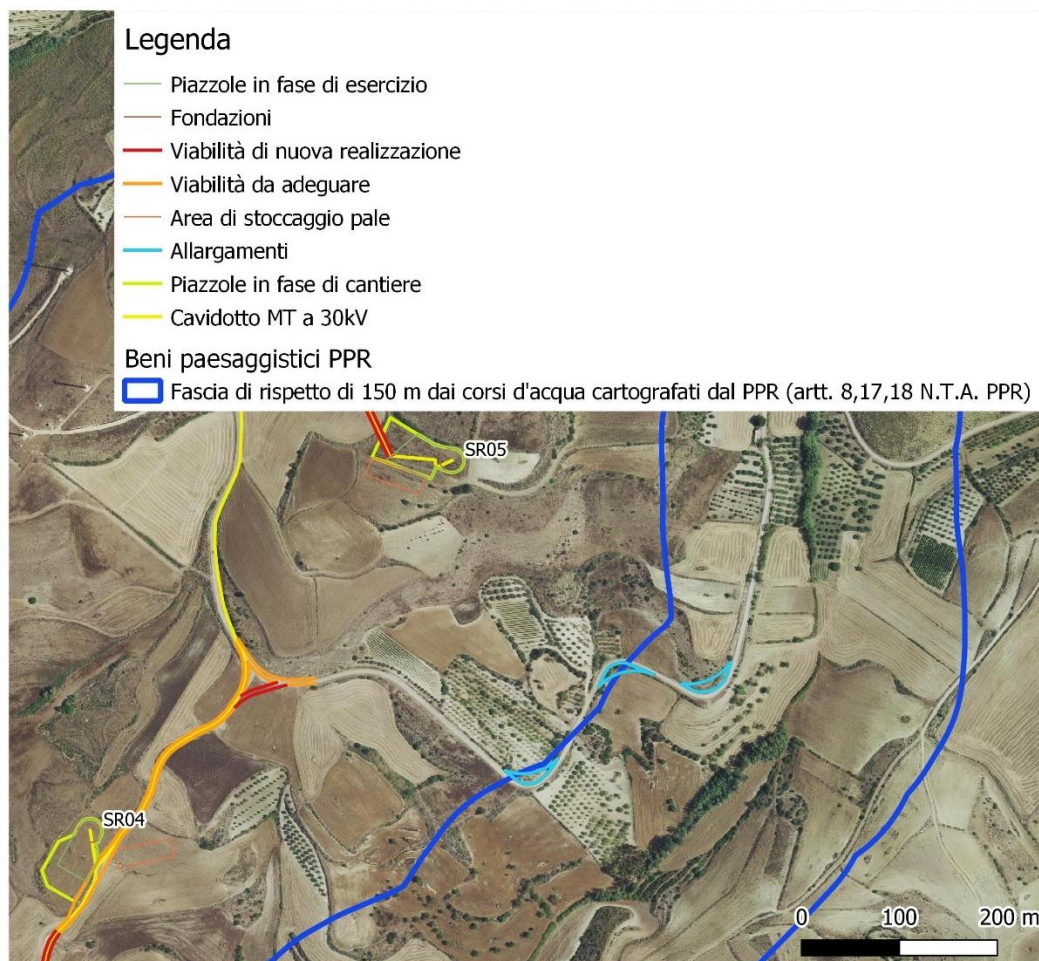 Legenda
Piazzole in fase di esercizio
Fondazioni
Viabilità di nuova realizzazione
Viabilità da adeguare
Area di stoccaggio pale
Allargamenti
Piazzole in fase di cantiere
Cavidotto MT a 30kV
Beni paesaggistici PPR
Fascia di rispetto di 150 m dai corsi d'acqua cartografati dal PPR (artt. 8,17,18 N.T.A. PPR)
SR05
SR04
0 100 200 m